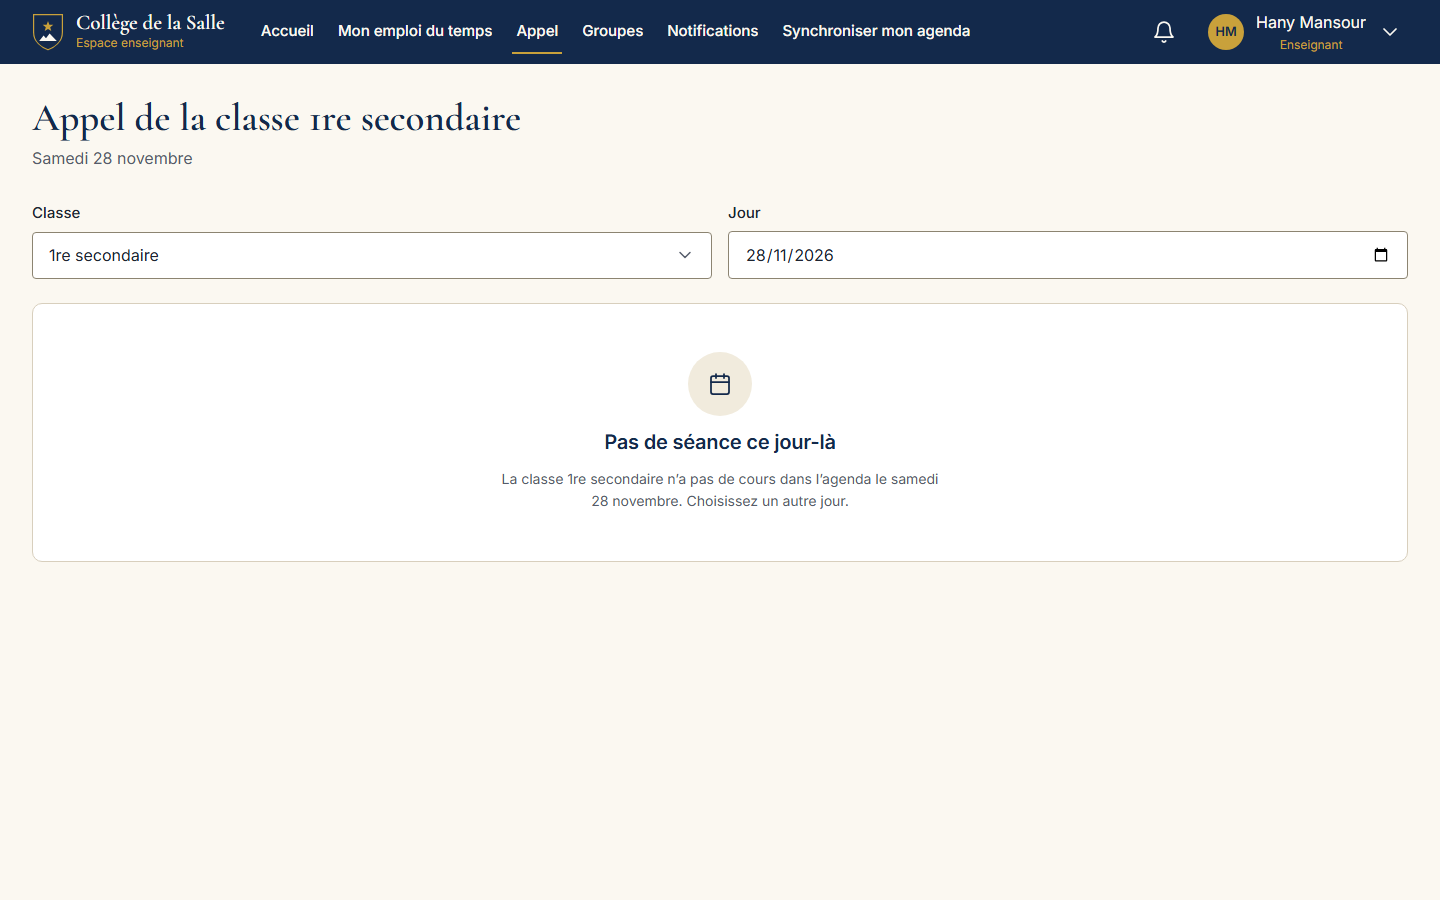 Collège de la Salle
Espace enseignant
Accueil
Mon emploi du temps
Appel
Groupes
Notifications
Synchroniser mon agenda
HM
Hany Mansour
Enseignant
Appel de la classe 1re secondaire
Samedi 28 novembre
Classe
Jour
1re secondaire
28/11/2026
Pas de séance ce jour-là
La classe 1re secondaire n’a pas de cours dans l’agenda le samedi
28 novembre. Choisissez un autre jour.